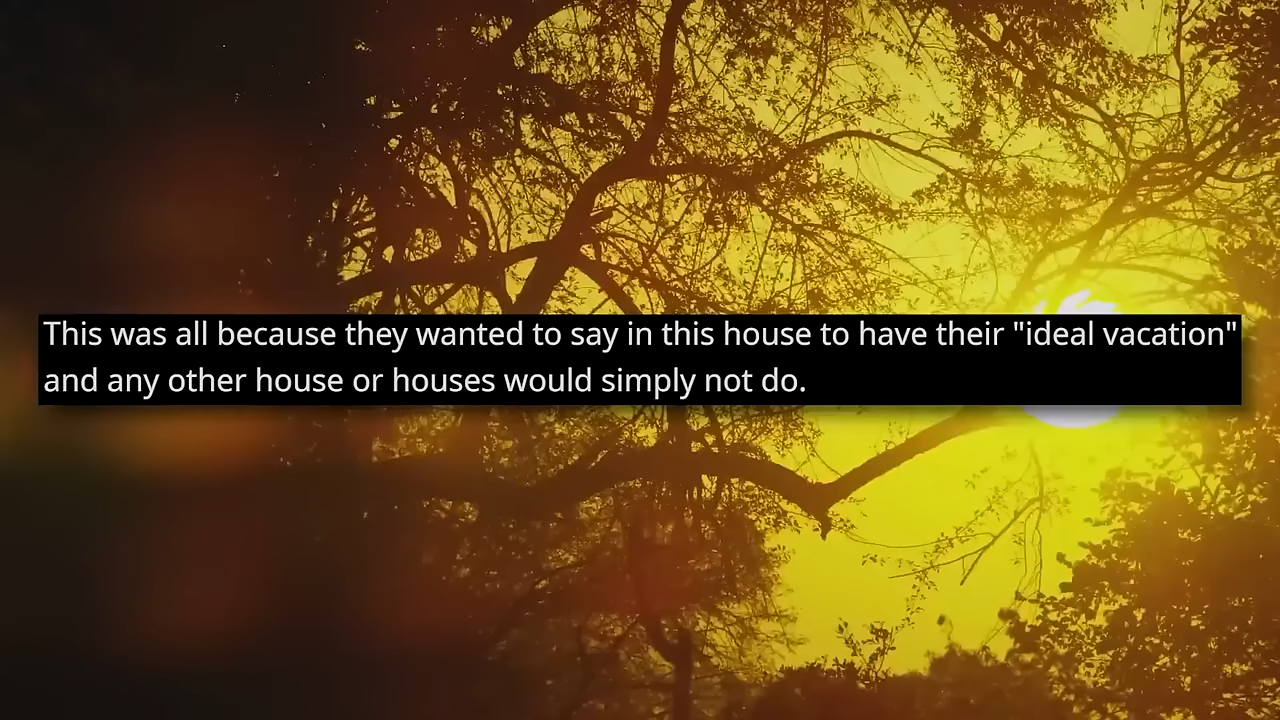 This was all because they wanted to say in this house to have their "ideal vacation"
and any other house or houses would simply not do.